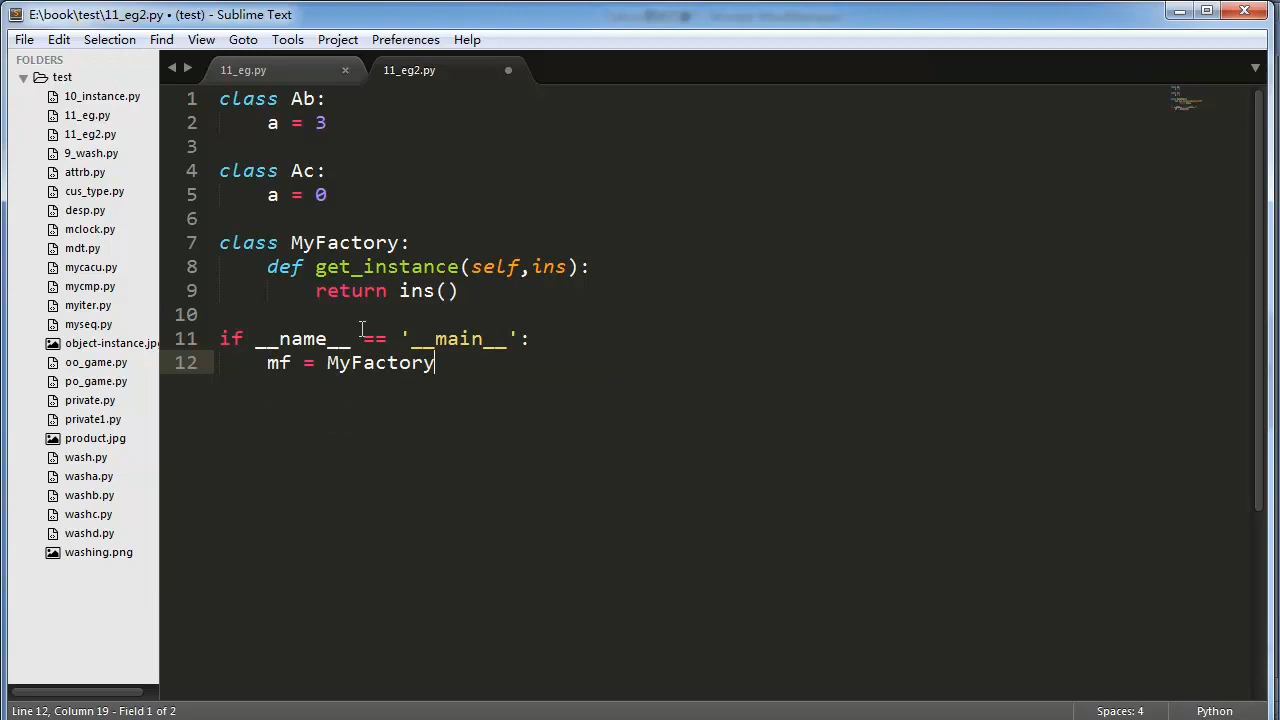 E:\book\test\11_eg2.py • (test) - Sublime Text
File Edit Selection Find View Goto Tools Project Preferences Help
FOLDERS
test
10_instance.py
11_eg.py
11_eg2.py
9_wash.py
attrb.py
cus_type.py
desp.py
mclock.py
mdt.py
mycacu.py
mycmp.py
myiter.py
myseq.py
object-instance.jpg
oo_game.py
po_game.py
private.py
private1.py
product.jpg
wash.py
washa.py
washb.py
washc.py
washd.py
washing.png
11_eg.py
11_eg2.py
1 class Ab:
2 a = 3
3
4 class Ac:
5 a = 0
6
7 class MyFactory:
8 def get_instance(self,ins):
9 return ins()
10
11 if __name__ == '__main__':
12 mf = MyFactory
Line 12, Column 19 - Field 1 of 2
Spaces: 4
Python